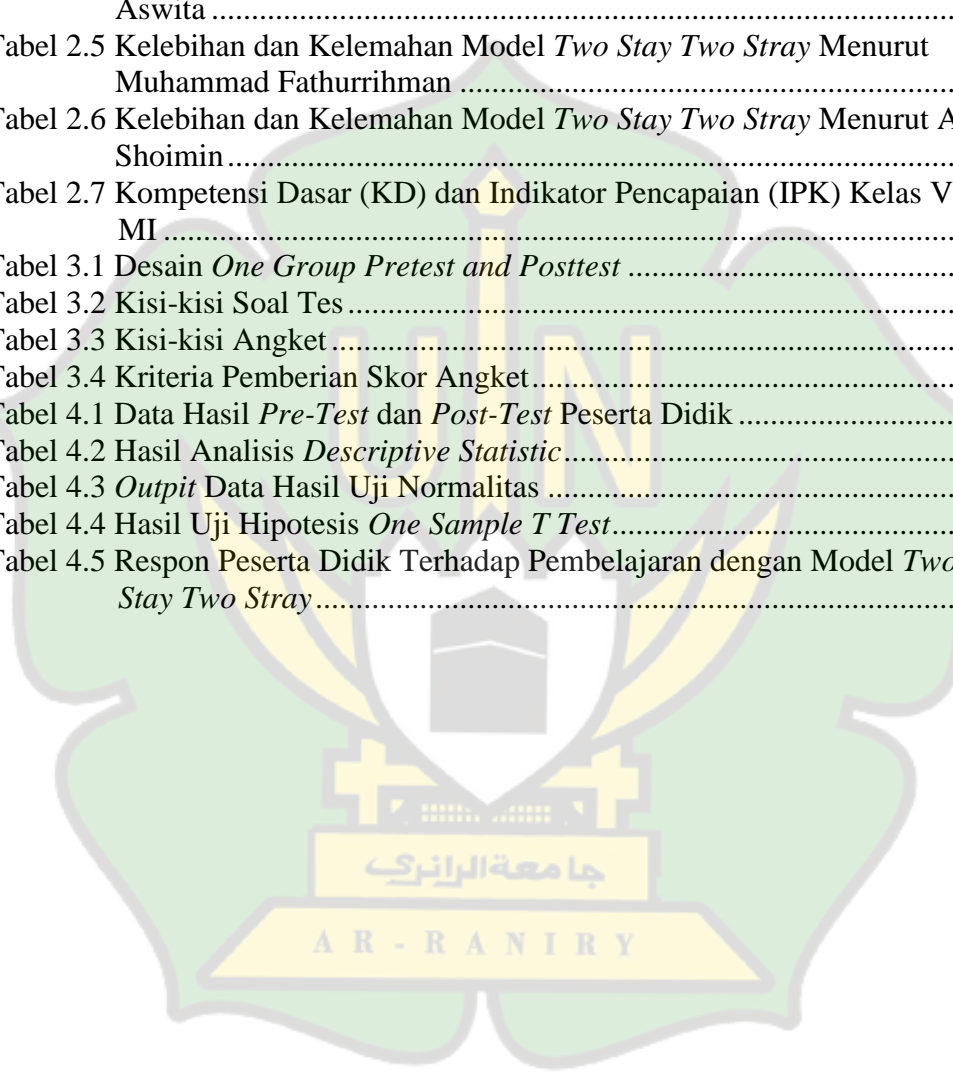 Aswita ..........................................................................................
Tabel 2.5 Kelebihan dan Kelemahan Model Two Stay Two Stray Menurut
Muhammad Fathurrihman ..........................................................
Tabel 2.6 Kelebihan dan Kelemahan Model Two Stay Two Stray Menurut A
Shoimin ........................................................................................
Tabel 2.7 Kompetensi Dasar (KD) dan Indikator Pencapaian (IPK) Kelas V
MI ................................................................................................
Tabel 3.1 Desain One Group Pretest and Posttest ......................................
Tabel 3.2 Kisi-kisi Soal Tes ........................................................................
Tabel 3.3 Kisi-kisi Angket ...........................................................................
Tabel 3.4 Kriteria Pemberian Skor Angket ..................................................
Tabel 4.1 Data Hasil Pre-Test dan Post-Test Peserta Didik ........................
Tabel 4.2 Hasil Analisis Descriptive Statistic ..............................................
Tabel 4.3 Outpit Data Hasil Uji Normalitas ................................................
Tabel 4.4 Hasil Uji Hipotesis One Sample T Test ........................................
Tabel 4.5 Respon Peserta Didik Terhadap Pembelajaran dengan Model Two
Stay Two Stray ..............................................................................
UIN
جامعة الرانري
AR-RANIRY